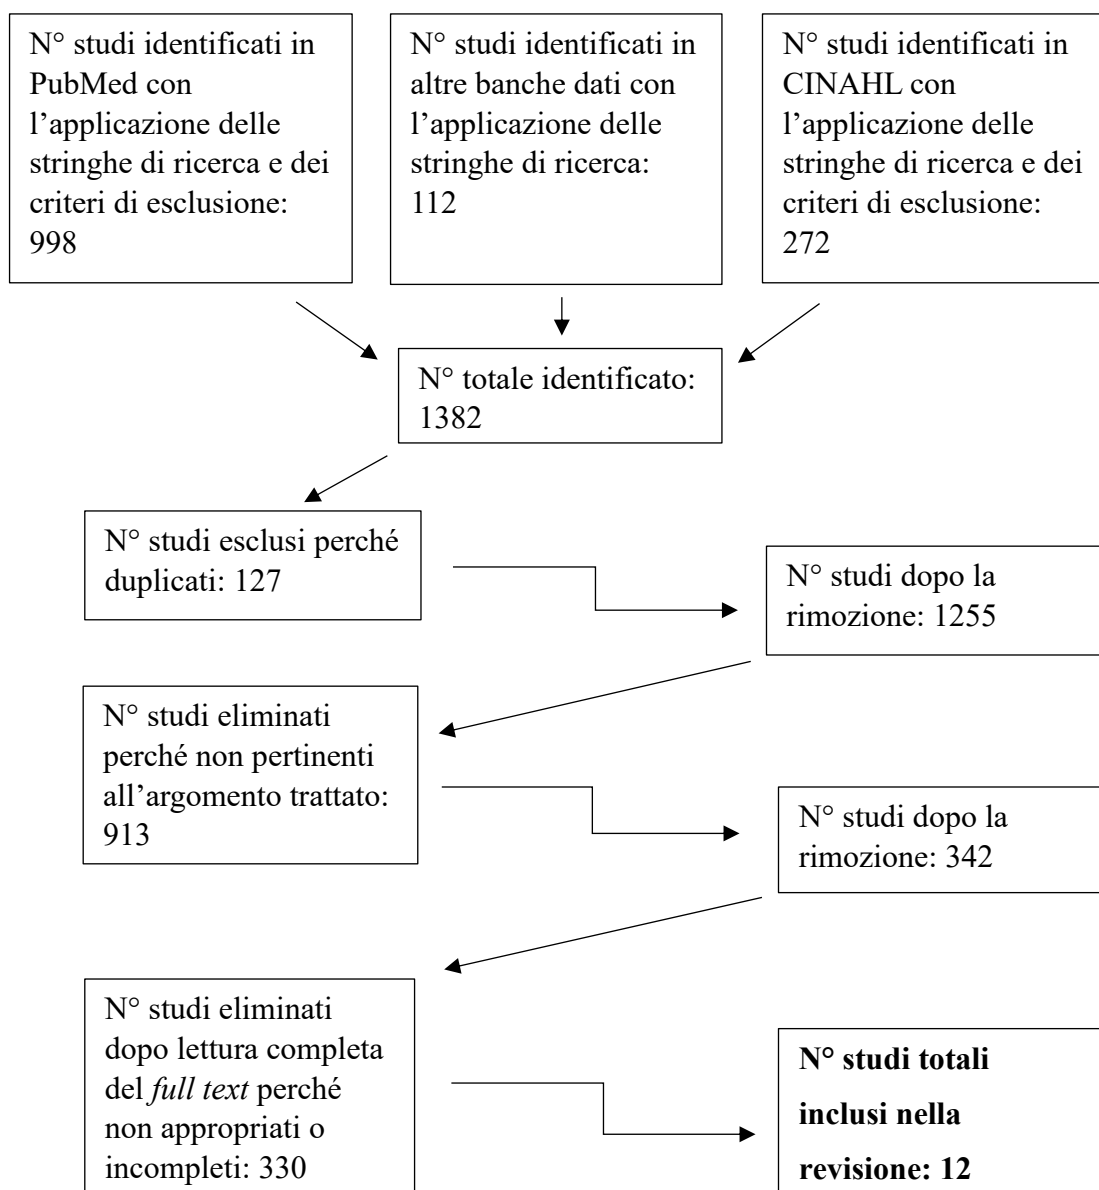 N° studi identificati in
PubMed con
l’applicazione delle
stringhe di ricerca e dei
criteri di esclusione:
998
N° studi identificati in
altre banche dati con
l’applicazione delle
stringhe di ricerca:
112
N° studi identificati in
CINAHL con
l’applicazione delle
stringhe di ricerca e dei
criteri di esclusione:
272
N° totale identificato:
1382
N° studi esclusi perché
duplicati: 127
N° studi dopo la
rimozione: 1255
N° studi eliminati
perché non pertinenti
all’argomento trattato:
913
N° studi dopo la
rimozione: 342
N° studi eliminati
dopo lettura completa
del full text perché
non appropriati o
incompleti: 330
N° studi totali
inclusi nella
revisione: 12